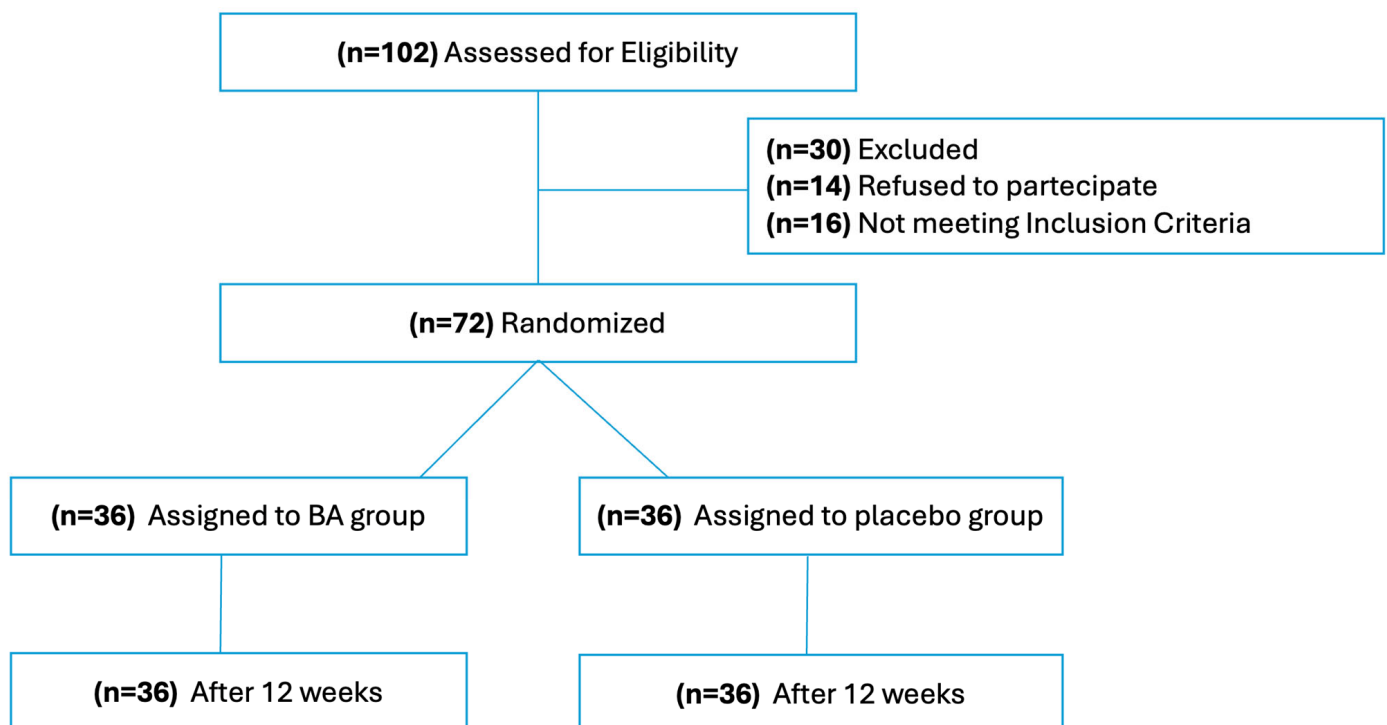 (n=102) Assessed for Eligibility
(n=30) Excluded
(n=14) Refused to partecipate
(n=16) Not meeting Inclusion Criteria
(n=72) Randomized
(n=36) Assigned to BA group
(n=36) Assigned to placebo group
(n=36) After 12 weeks
(n=36) After 12 weeks